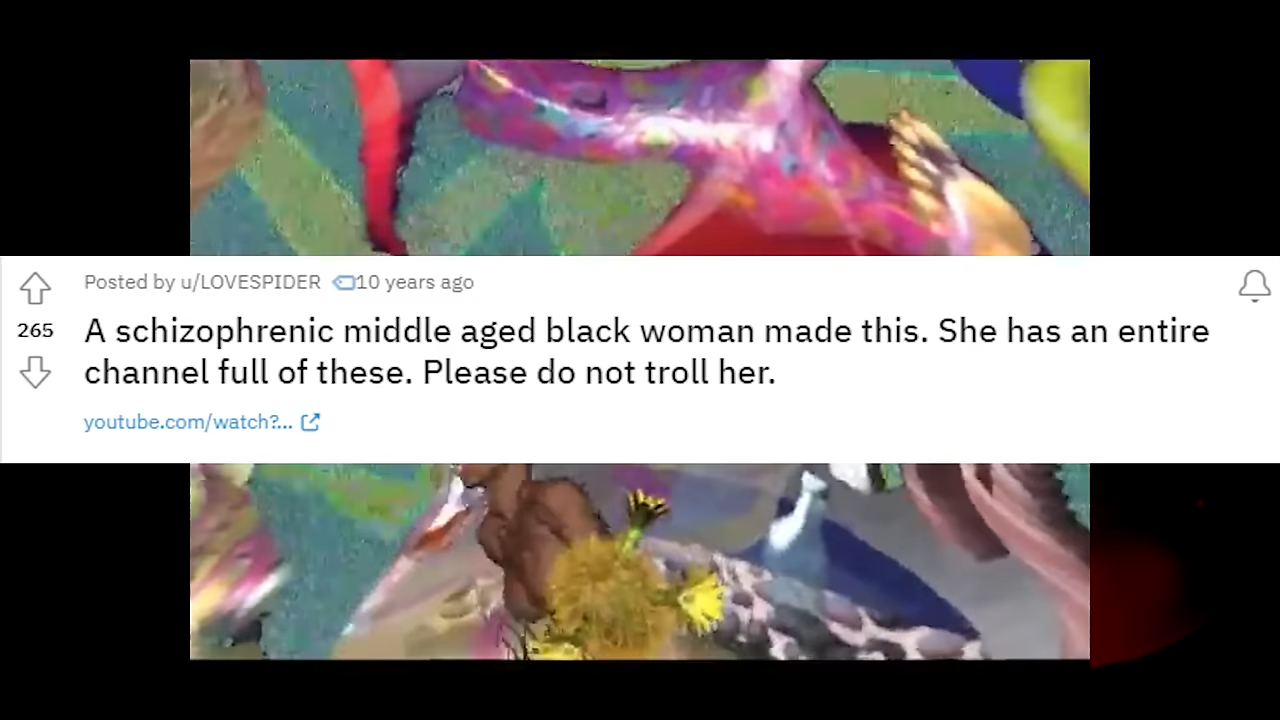 Posted by u/LOVESPIDER 10 years ago
265
A schizophrenic middle aged black woman made this. She has an entire
channel full of these. Please do not troll her.
youtube.com/watch?...